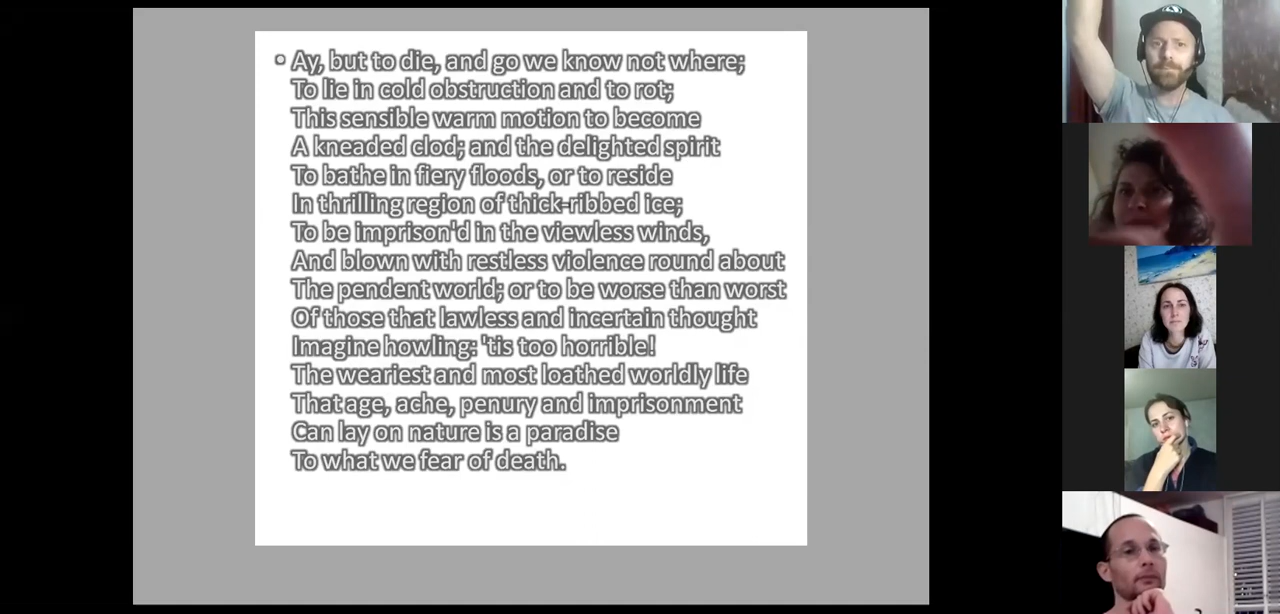 • Ay, but to die, and go we know not where;
To lie in cold obstruction and to rot;
This sensible warm motion to become
A kneaded clod; and the delighted spirit
To bathe in fiery floods, or to reside
In thrilling region of thick-ribbed ice;
To be imprison'd in the viewless winds,
And blown with restless violence round about
The pendent world; or to be worse than worst
Of those that lawless and incertain thought
Imagine howling: 'tis too horrible!
The weariest and most loathed worldly life
That age, ache, penury and imprisonment
Can lay on nature is a paradise
To what we fear of death.